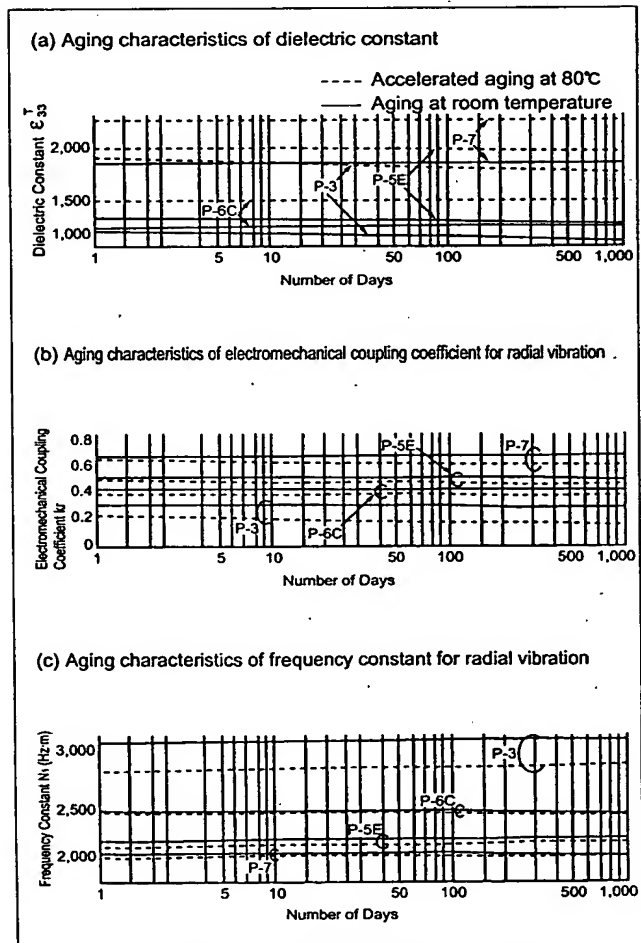 (a) Aging characteristics of dielectric constant
---- Accelerated aging at 80℃
—— Aging at room temperature
Dielectric Constant ε T 33
2,000
1,500
1,000
P-7
P-3
P-5E
P-6C
1 5 10 50 100 500 1,000
Number of Days
(b) Aging characteristics of electromechanical coupling coefficient for radial vibration
Electromechanical Coupling
Coefficient kr
0.8
0.6
0.4
0.2
0
P-5E
P-7
P-3
P-6C
1 5 10 50 100 500 1,000
Number of Days
(c) Aging characteristics of frequency constant for radial vibration
Frequency Constant N1 (Hz·m)
3,000
2,500
2,000
P-3
P-6C
P-5E
P-7
1 5 10 50 100 500 1,000
Number of Days